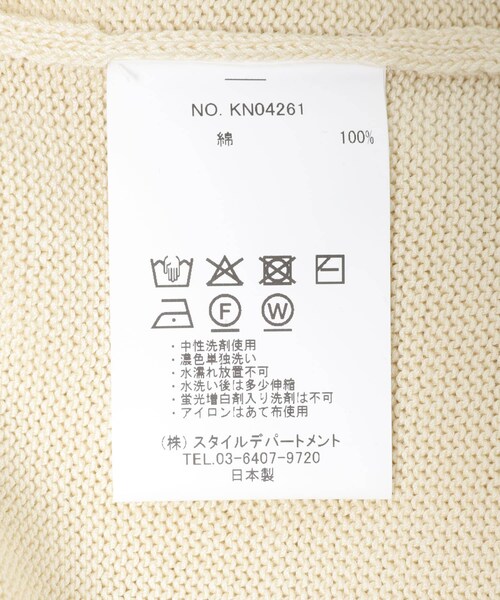 NO. KN04261
綿 100%
F W
・中性洗剤使用
・濃色単独洗い
・水濡れ放置不可
・水洗い後は多少伸縮
・蛍光増白剤入り洗剤は不可
・アイロンはあて布使用
(株) スタイルデパートメント
TEL.03-6407-9720
日本製